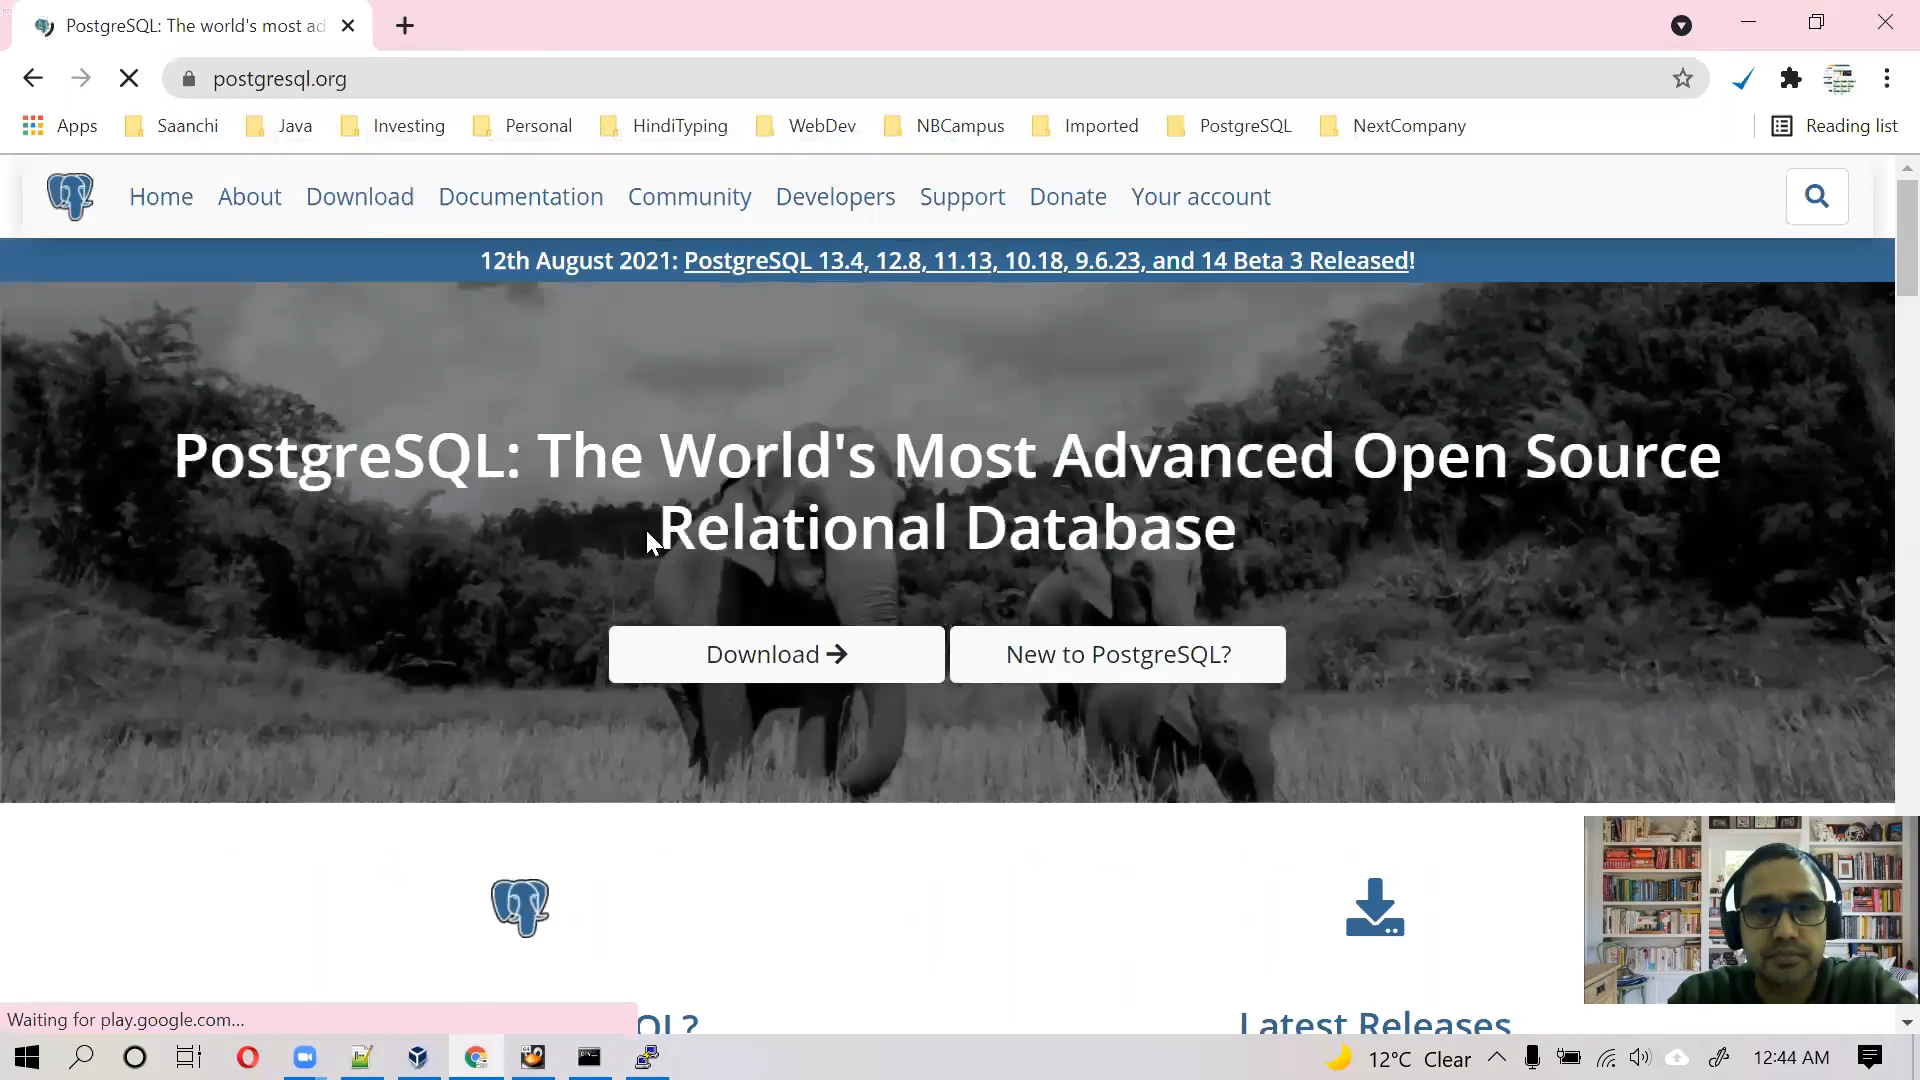 PostgreSQL: The world's most ad
postgresql.org
Apps Saanchi Java Investing Personal HindiTyping WebDev NBCampus Imported PostgreSQL NextCompany Reading list
Home About Download Documentation Community Developers Support Donate Your account
12th August 2021: PostgreSQL 13.4, 12.8, 11.13, 10.18, 9.6.23, and 14 Beta 3 Released!
PostgreSQL: The World's Most Advanced Open Source
Relational Database
Download New to PostgreSQL?
QL? Latest Releases
Waiting for play.google.com...
12°C Clear 12:44 AM